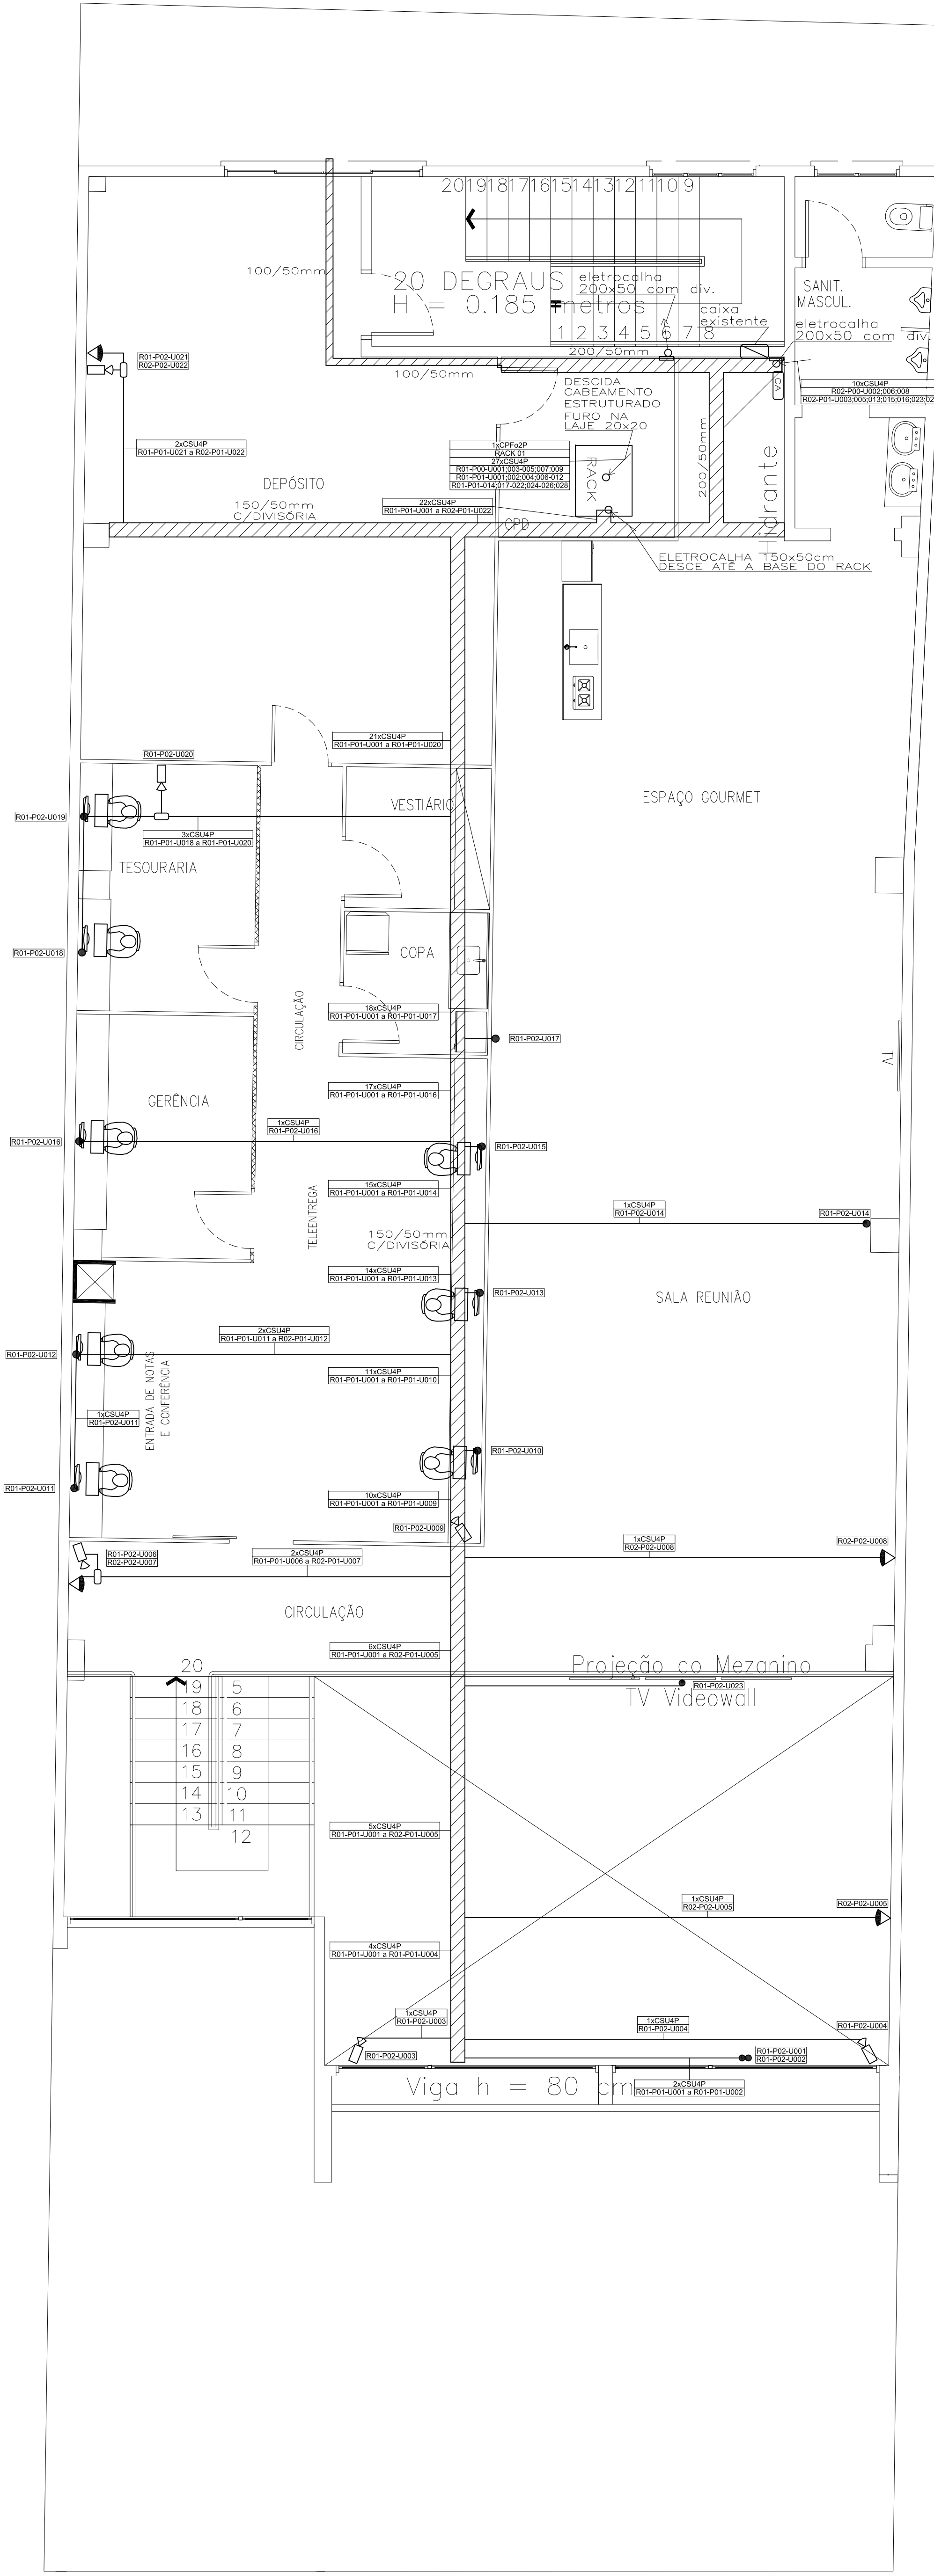 20 19 18 17 16 15 14 13 12 11 10 9
100/50mm
20 DEGRAUS
H = 0.185 metros
eletrocalha
200x50 com div.
1 2 3 4 5 6 7 8
caixa
existente
SANIT.
MASCUL.
eletrocalha
200x50 com div.
R01-P02-U021
R02-P02-U022
100/50mm
200/50mm
CA
DESCIDA
CABEAMENTO
ESTRUTURADO
FURO NA
LAJE 20x20
10xCSU4P
R02-P00-U002;006;008
2xCSU4P
R01-P01-U021 a R02-P01-U022
1xCPFo2P
RACK 01
27xCSU4P
R01-P00-U001;003-005;007;009
R01-P01-U001;002;004;006-012
R01-P01-014;017-022;024-026;028
RACK
200/50mm
Hidrante
DEPÓSITO
150/50mm
C/DIVISÓRIA
22xCSU4P
R01-P01-U001 a R02-P01-U022
CPD
ELETROCALHA 150x50cm
DESCE ATÉ A BASE DO RACK
21xCSU4P
R01-P01-U001 a R01-P01-U020
R01-P02-U020
VESTIÁRIO
ESPAÇO GOURMET
R01-P02-U019
3xCSU4P
R01-P01-U018 a R01-P01-U020
TESOURARIA
R01-P02-U018
COPA
CIRCULAÇÃO
18xCSU4P
R01-P01-U001 a R01-P01-U017
R01-P02-U017
TV
17xCSU4P
R01-P01-U001 a R01-P01-U016
GERÊNCIA
1xCSU4P
R01-P02-U016
R01-P02-U016
R01-P02-U015
15xCSU4P
R01-P01-U001 a R01-P01-U014
TELEENTREGA
1xCSU4P
R01-P02-U014
R01-P02-U014
150/50mm
C/DIVISÓRIA
14xCSU4P
R01-P01-U001 a R01-P01-U013
R01-P02-U013
SALA REUNIÃO
2xCSU4P
R01-P01-U011 a R02-P01-U012
R01-P02-U012
ENTRADA DE NOTAS
E CONFERÊNCIA
11xCSU4P
R01-P01-U001 a R01-P01-U010
1xCSU4P
R01-P02-U011
R01-P02-U010
R01-P02-U011
10xCSU4P
R01-P01-U001 a R01-P01-U009
R01-P02-U009
R01-P02-U006
R02-P02-U007
2xCSU4P
R01-P01-U006 a R02-P01-U007
1xCSU4P
R02-P02-U008
R02-P02-U008
CIRCULAÇÃO
6xCSU4P
R01-P01-U001 a R02-P01-U005
Projeção do Mezanino
R01-P02-U023
TV Videowall
20
19 5
18 6
17 7
16 8
15 9
14 10
13 11
12
5xCSU4P
R01-P01-U001 a R02-P01-U005
1xCSU4P
R02-P02-U005
R02-P02-U005
4xCSU4P
R01-P01-U001 a R01-P01-U004
1xCSU4P
R01-P02-U003
1xCSU4P
R01-P02-U004
R01-P02-U004
R01-P02-U003
R01-P02-U001
R01-P02-U002
Viga h = 80 cm
2xCSU4P
R01-P01-U001 a R01-P01-U002